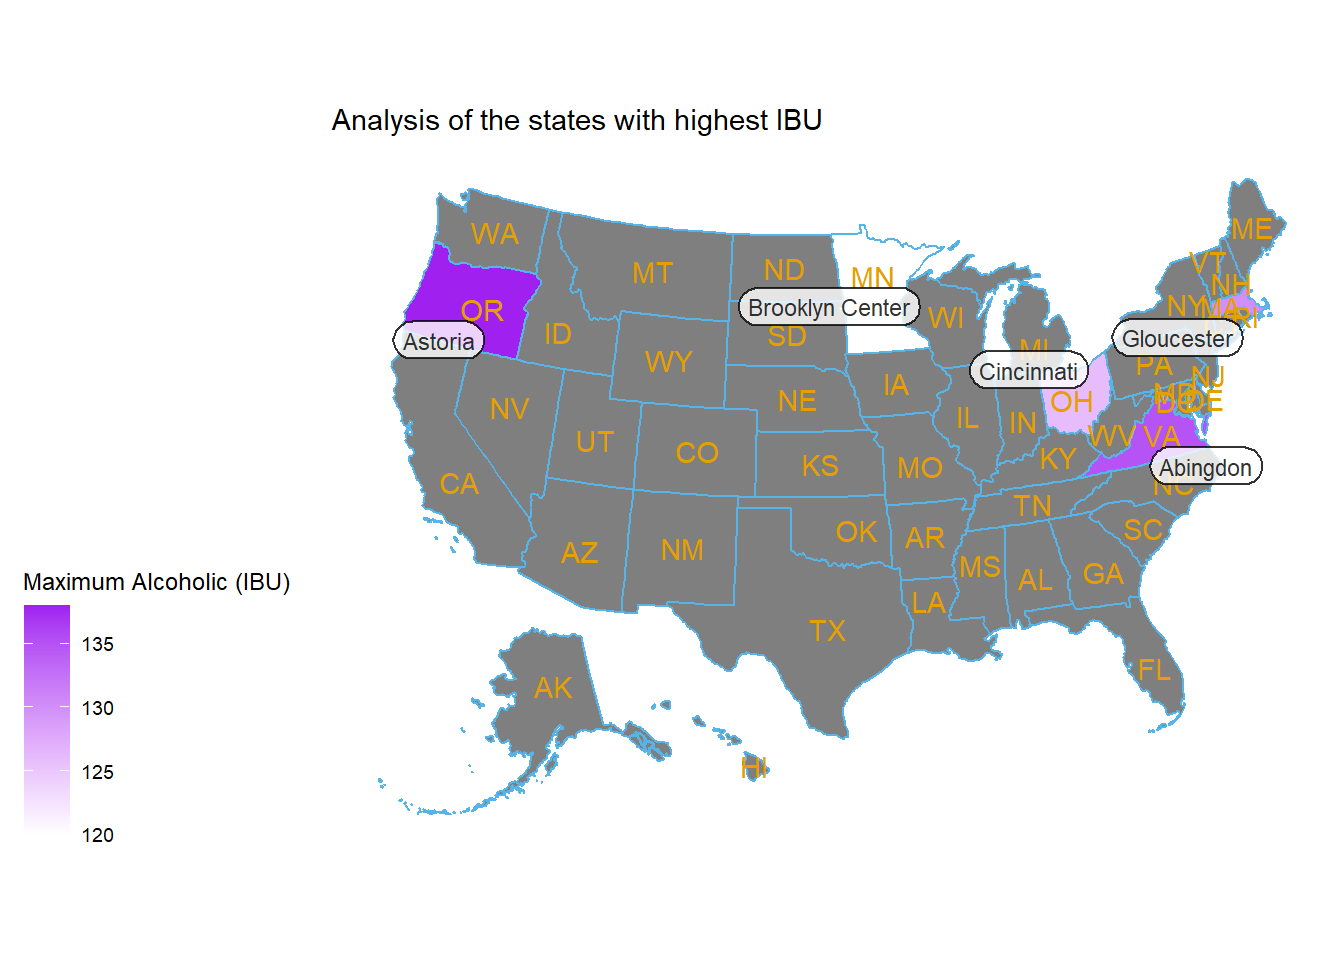 Analysis of the states with highest IBU
WA
ME
MT
ND
MN
VT
NH
OR
Brooklyn Center
NY
MA
RI
Astoria
ID
SD
WI
Gloucester
MI
WY
PA
Cincinnati
NJ
NV
NE
IA
OH
MD
DC
DE
UT
CO
IL
IN
WV
VA
CA
KS
MO
KY
Abingdon
NC
TN
AZ
NM
OK
AR
SC
MS
AL
GA
LA
TX
FL
AK
HI
Maximum Alcoholic (IBU)
135
130
125
120